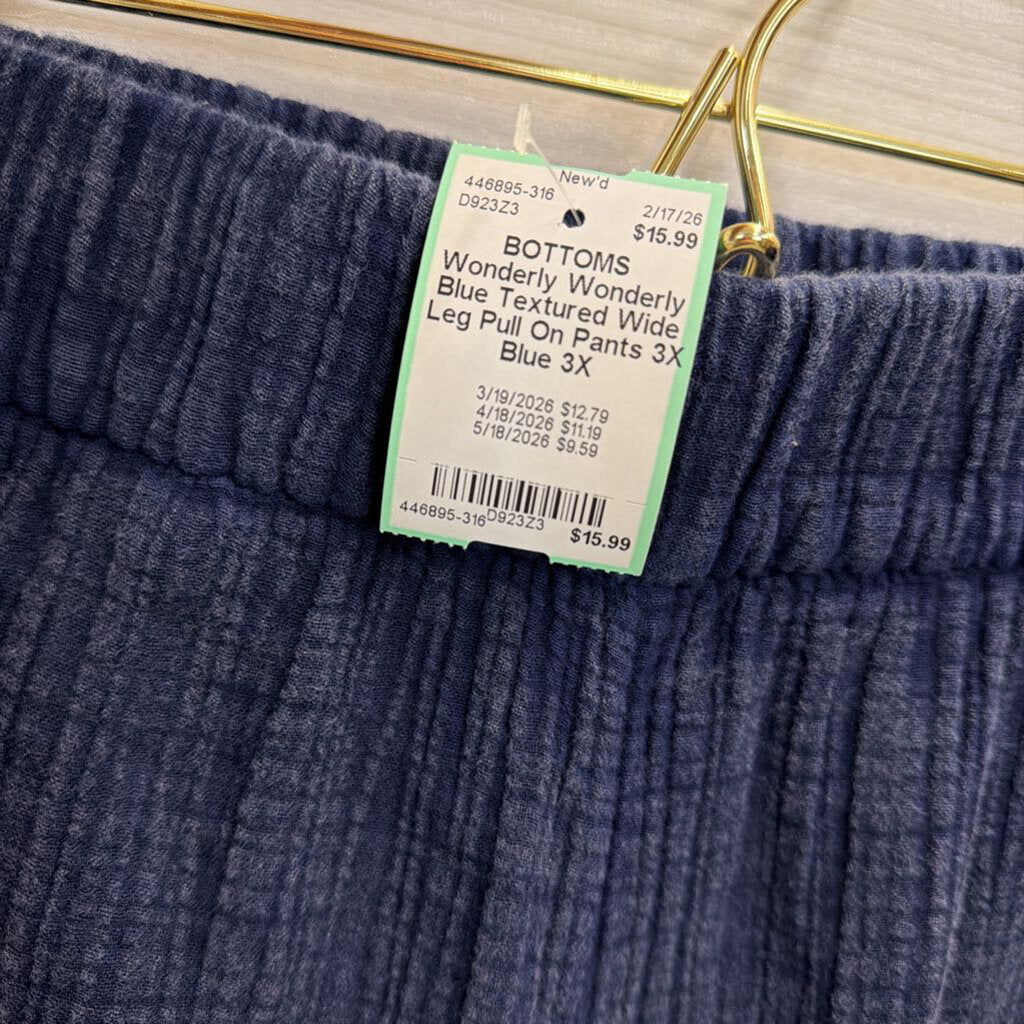 New'd
446895-316 2/17/26
D923Z3 $15.99
BOTTOMS
Wonderly Wonderly
Blue Textured Wide
Leg Pull On Pants 3X
Blue 3X
3/19/2026 $12.79
4/18/2026 $11.19
5/18/2026 $9.59
446895-316 D923Z3 $15.99